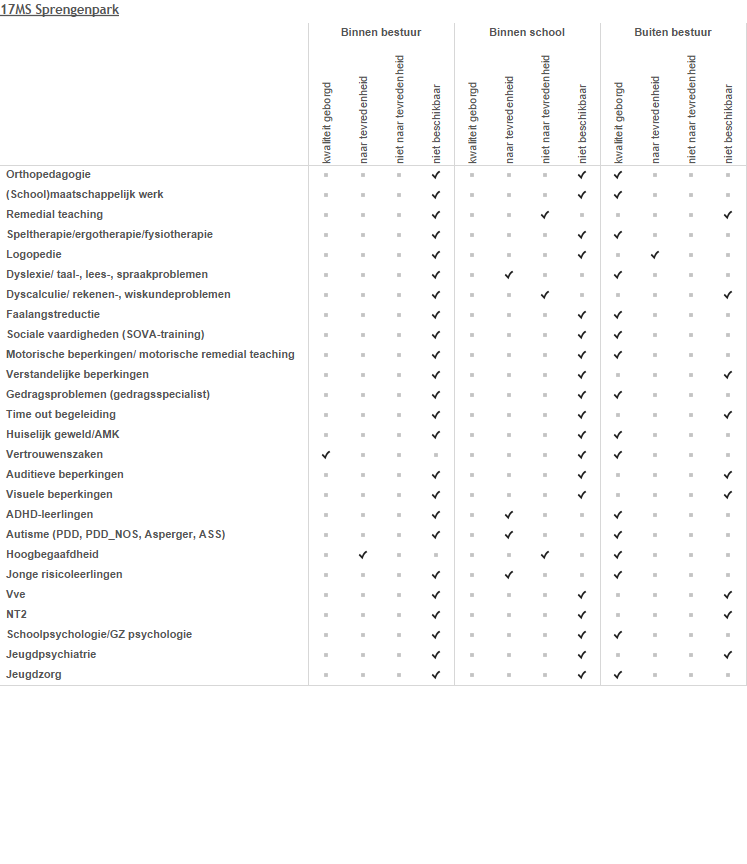 17MS Sprengenpark
Binnen bestuur Binnen school Buiten bestuur
kwaliteit geborgd naar tevredenheid niet naar tevredenheid niet beschikbaar kwaliteit geborgd naar tevredenheid niet naar tevredenheid niet beschikbaar kwaliteit geborgd naar tevredenheid niet naar tevredenheid niet beschikbaar
Orthopedagogie
(School)maatschappelijk werk
Remedial teaching
Speltherapie/ergotherapie/fysiotherapie
Logopedie
Dyslexie/ taal-, lees-, spraakproblemen
Dyscalculie/ rekenen-, wiskundeproblemen
Faalangstreductie
Sociale vaardigheden (SOVA-training)
Motorische beperkingen/ motorische remedial teaching
Verstandelijke beperkingen
Gedragsproblemen (gedragsspecialist)
Time out begeleiding
Huiselijk geweld/AMK
Vertrouwenszaken
Auditieve beperkingen
Visuele beperkingen
ADHD-leerlingen
Autisme (PDD, PDD_NOS, Asperger, ASS)
Hoogbegaafdheid
Jonge risicoleerlingen
Vve
NT2
Schoolpsychologie/GZ psychologie
Jeugdpsychiatrie
Jeugdzorg